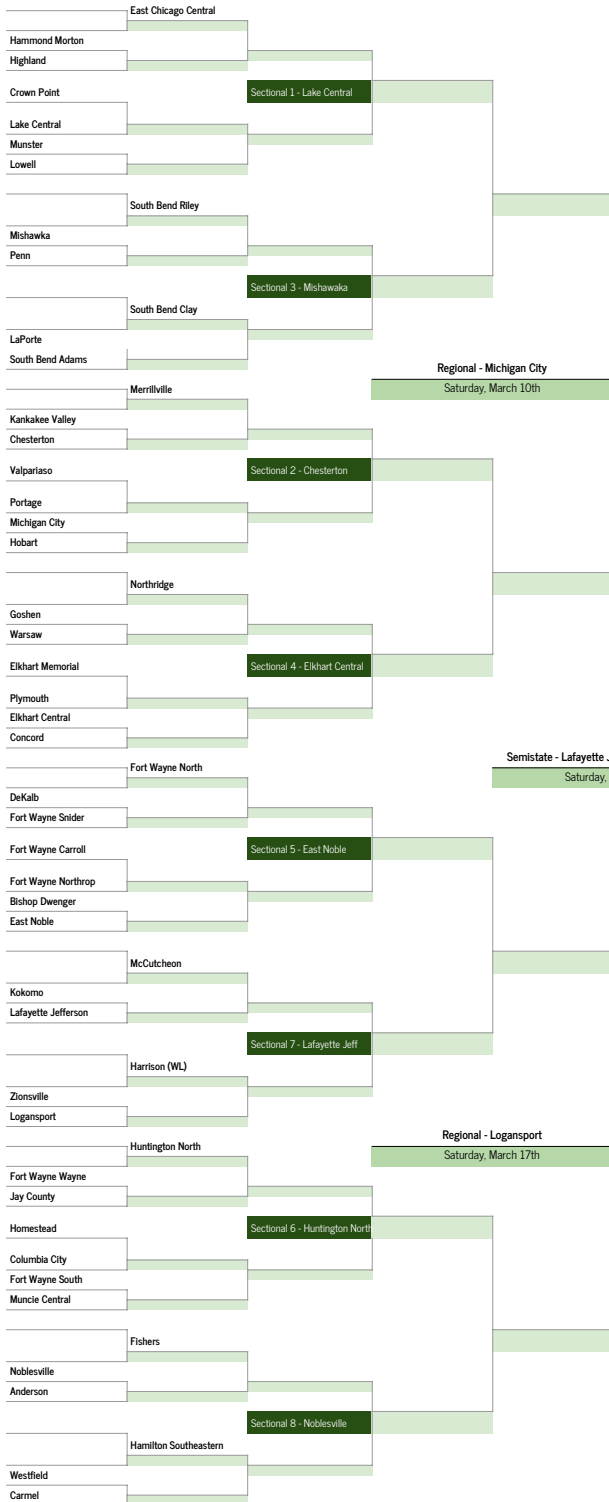 East Chicago Central
Hammond Morton
Highland
Crown Point
Sectional 1 - Lake Central
Lake Central
Munster
Lowell
South Bend Riley
Mishawka
Penn
Sectional 3 - Mishawaka
South Bend Clay
LaPorte
South Bend Adams
Regional - Michigan City
Saturday, March 10th
Merrillville
Kankakee Valley
Chesterton
Valpariaso
Sectional 2 - Chesterton
Portage
Michigan City
Hobart
Northridge
Goshen
Warsaw
Elkhart Memorial
Sectional 4 - Elkhart Central
Plymouth
Elkhart Central
Concord
Semistate - Lafayette J
Saturday,
Fort Wayne North
DeKalb
Fort Wayne Snider
Fort Wayne Carroll
Sectional 5 - East Noble
Fort Wayne Northrop
Bishop Dwenger
East Noble
McCutcheon
Kokomo
Lafayette Jefferson
Sectional 7 - Lafayette Jeff
Harrison (WL)
Zionsville
Logansport
Regional - Logansport
Saturday, March 17th
Huntington North
Fort Wayne Wayne
Jay County
Homestead
Sectional 6 - Huntington North
Columbia City
Fort Wayne South
Muncie Central
Fishers
Noblesville
Anderson
Sectional 8 - Noblesville
Hamilton Southeastern
Westfield
Carmel